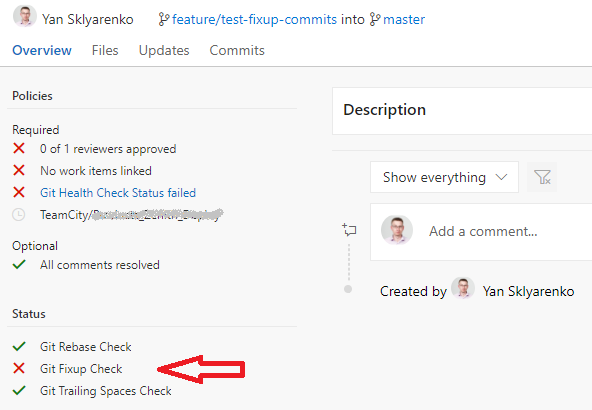 Yan Sklyarenko feature/test-fixup-commits into master
Overview Files Updates Commits
Policies
Required
0 of 1 reviewers approved
No work items linked
Git Health Check Status failed
TeamCity/
Optional
All comments resolved
Status
Git Rebase Check
Git Fixup Check
Git Trailing Spaces Check
Description
Show everything
Add a comment...
Created by Yan Sklyarenko